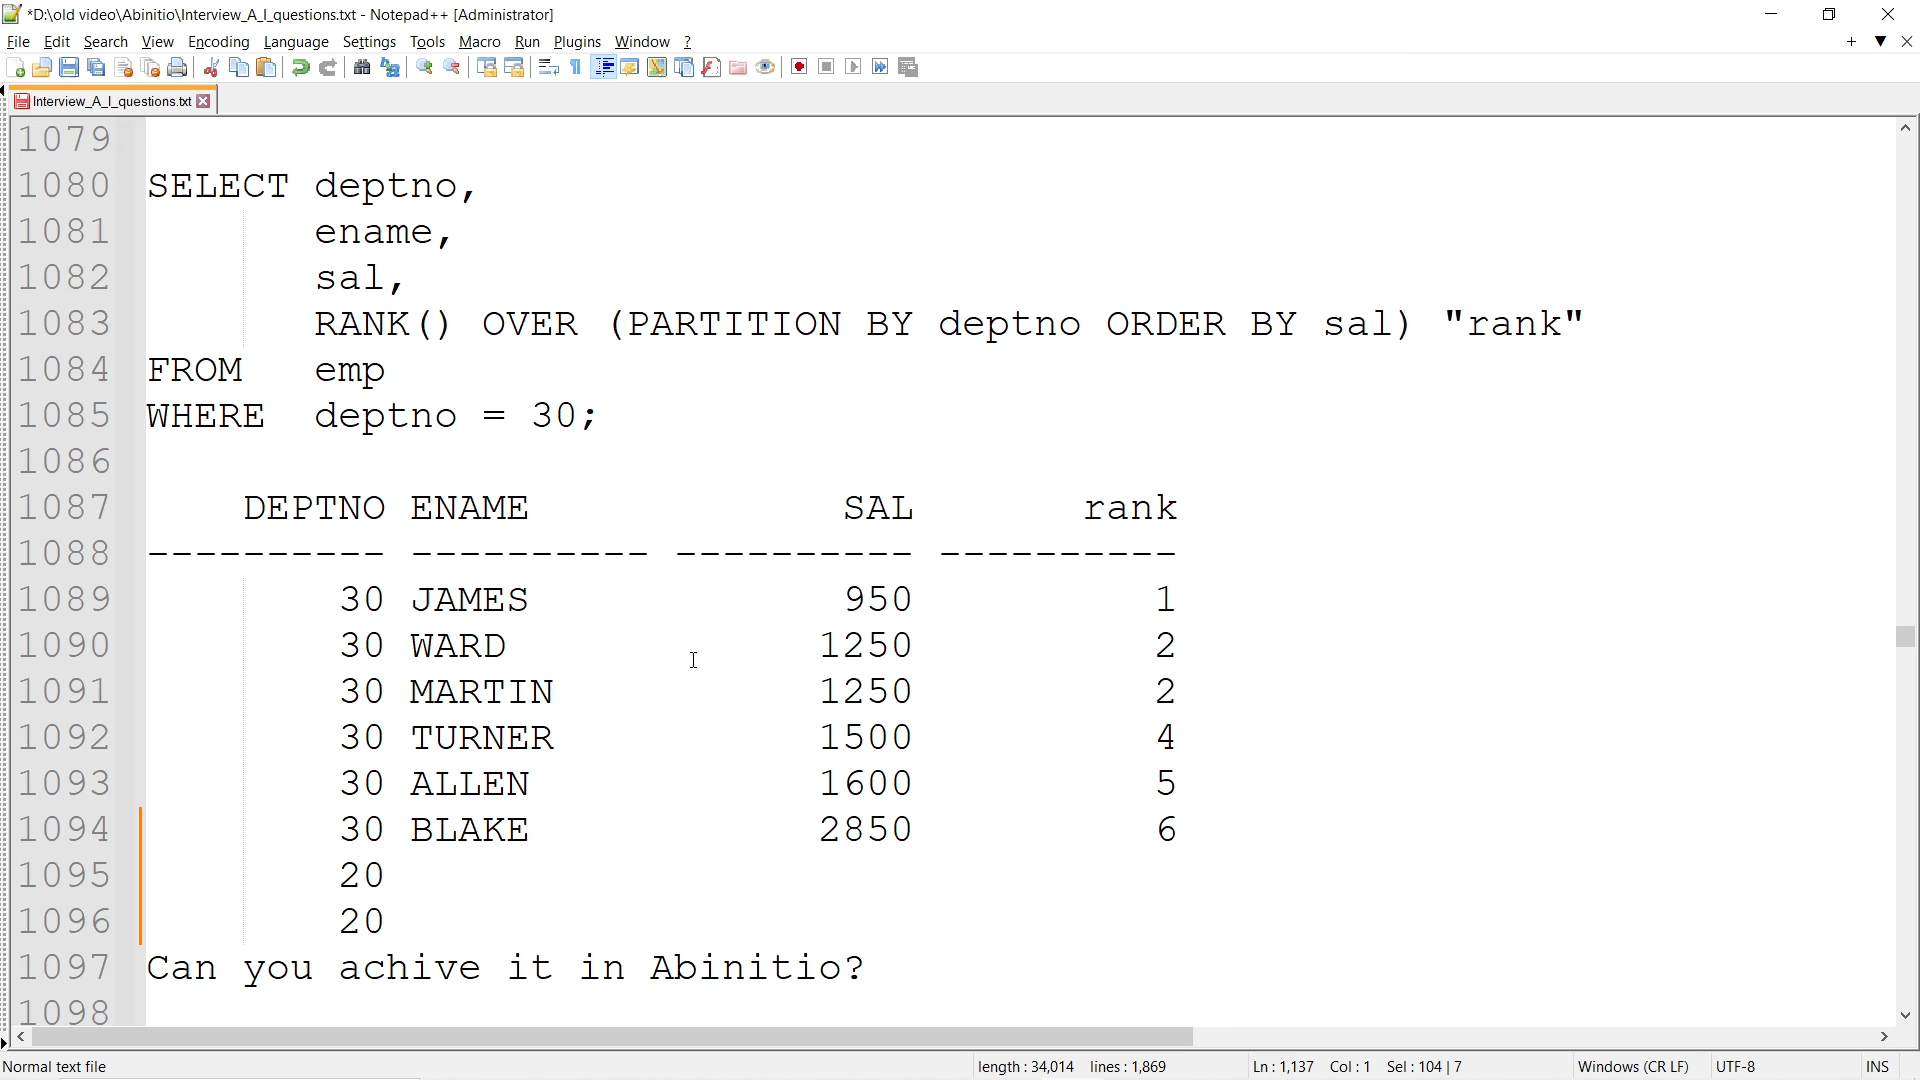 *D:\old video\Abinitio\Interview_A_I_questions.txt - Notepad++ [Administrator]
File Edit Search View Encoding Language Settings Tools Macro Run Plugins Window ?
Interview_A_I_questions.txt
1079
1080 SELECT deptno,
1081 ename,
1082 sal,
1083 RANK() OVER (PARTITION BY deptno ORDER BY sal) "rank"
1084 FROM emp
1085 WHERE deptno = 30;
1086
1087 DEPTNO ENAME SAL rank
1088 ---------- ---------- ---------- ----------
1089 30 JAMES 950 1
1090 30 WARD 1250 2
1091 30 MARTIN 1250 2
1092 30 TURNER 1500 4
1093 30 ALLEN 1600 5
1094 30 BLAKE 2850 6
1095 20
1096 20
1097 Can you achive it in Abinitio?
1098
Normal text file length : 34,014 lines : 1,869 Ln : 1,137 Col : 1 Sel : 104 | 7 Windows (CR LF) UTF-8 INS